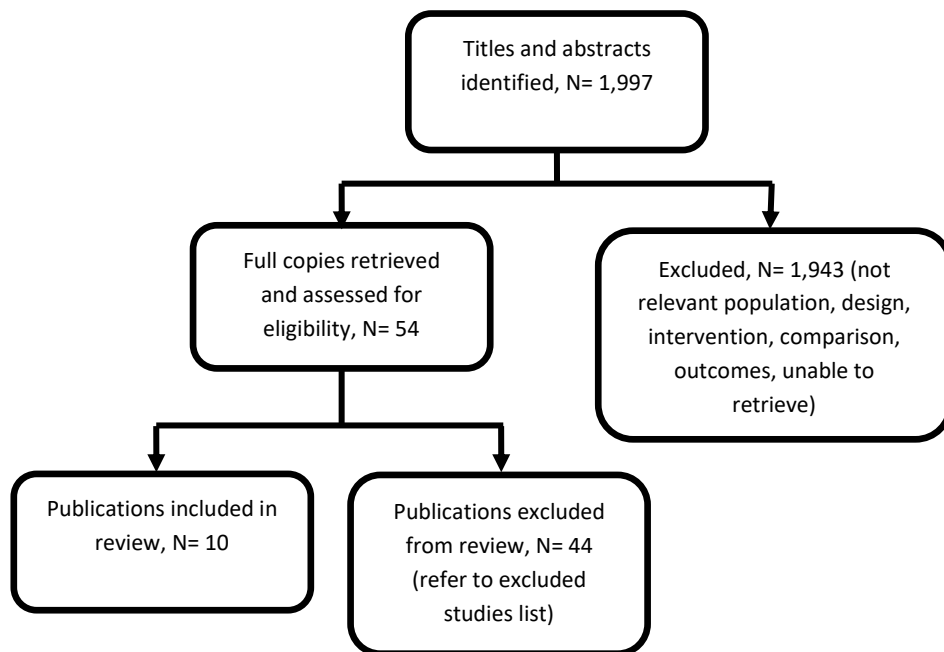 Titles and abstracts
identified, N= 1,997
Full copies retrieved
and assessed for
eligibility, N= 54
Excluded, N= 1,943 (not
relevant population, design,
intervention, comparison,
outcomes, unable to
retrieve)
Publications included in
review, N= 10
Publications excluded
from review, N= 44
(refer to excluded
studies list)